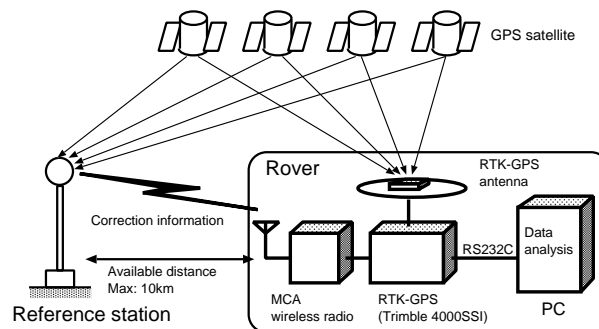 GPS satellite
Rover
RTK-GPS
antenna
Correction information
RS232C
Data
analysis
Available distance
Max: 10km
Reference station
MCA
wireless radio
RTK-GPS
(Trimble 4000SSI)
PC